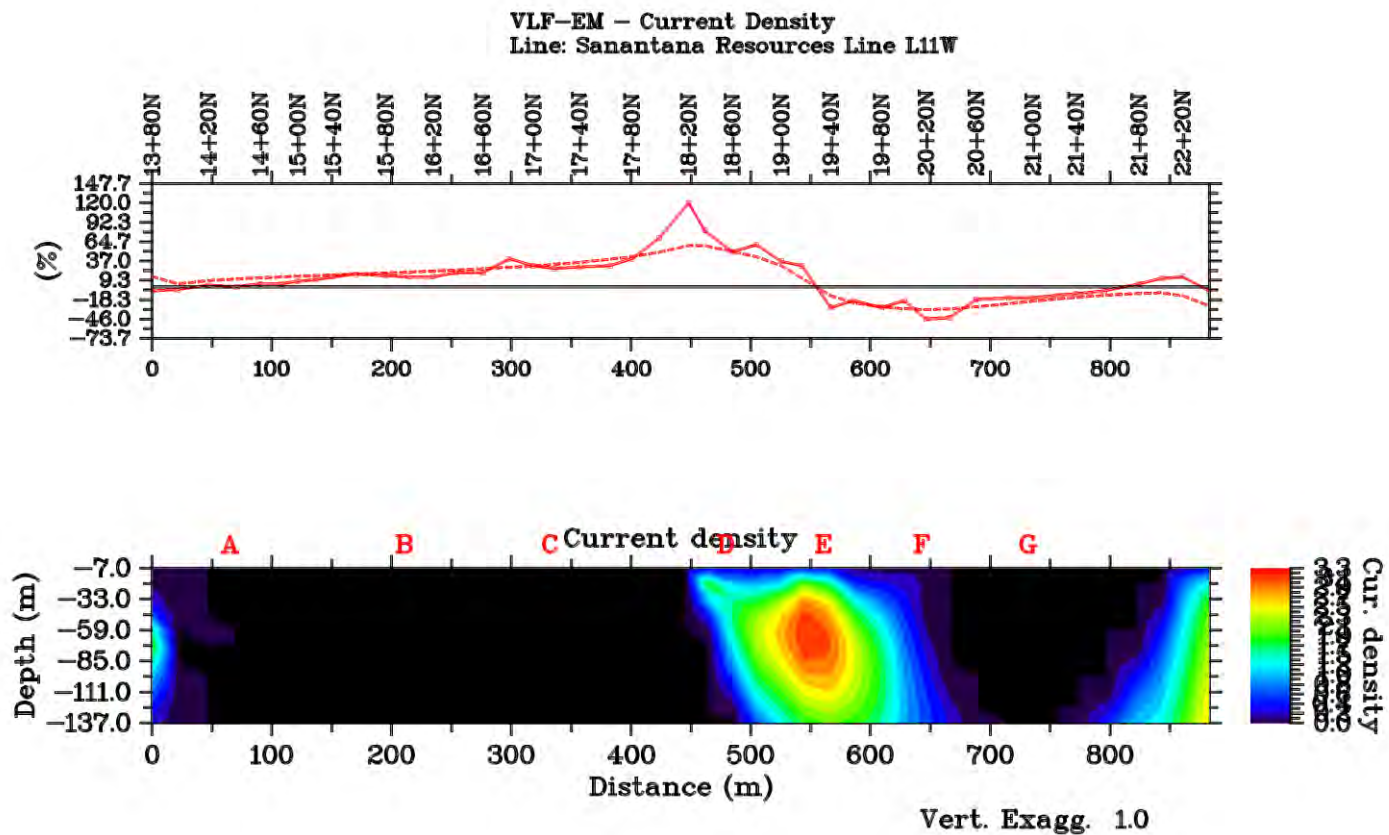 VLF-EM - Current Density
Line: Sanantana Resources Line L11W
13+80N 14+20N 14+60N 15+00N 15+40N 15+80N 16+20N 16+60N 17+00N 17+40N 47+80N 18+20N 18+60N 19+00N 19+40N 19+80N 20+20N 20+60N 21+00N 21+40N 21+80N 22+20N
147.7
120.0
92.3
64.7
37.0
9.3
-18.3
-46.0
-73.7
(%)
0 100 200 300 400 500 600 700 800
Current density
A B C D E F G
-7.0
-33.0
-59.0
-85.0
-111.0
-137.0
Depth (m)
0 100 200 300 400 500 600 700 800
Distance (m)
Cur. density
Vert. Exagg. 1.0